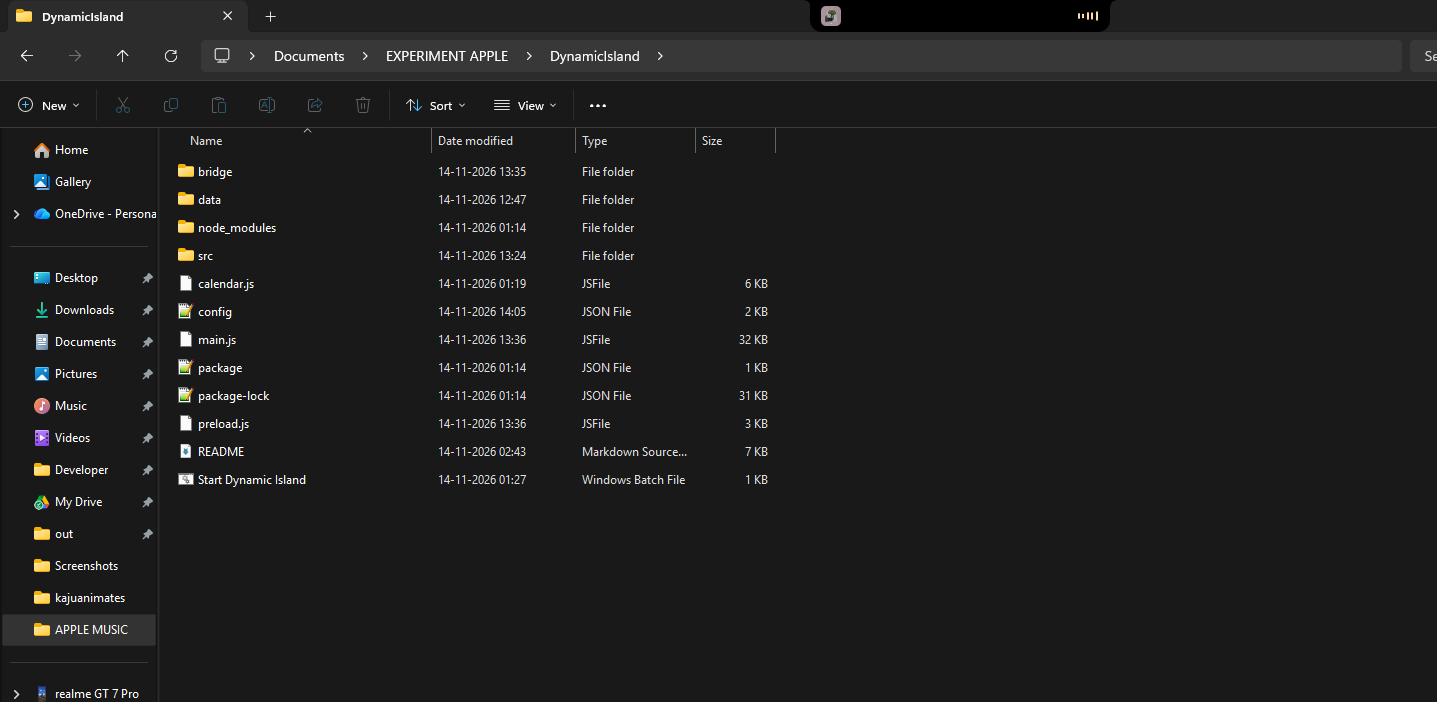 DynamicIsland
Documents EXPERIMENT APPLE DynamicIsland Se
New Sort View
Name Date modified Type Size
Home
Gallery
OneDrive - Persona
Desktop
Downloads
Documents
Pictures
Music
Videos
Developer
My Drive
out
Screenshots
kajuanimates
APPLE MUSIC
realme GT 7 Pro
bridge 14-11-2026 13:35 File folder
data 14-11-2026 12:47 File folder
node_modules 14-11-2026 01:14 File folder
src 14-11-2026 13:24 File folder
calendar.js 14-11-2026 01:19 JSFile 6 KB
config 14-11-2026 14:05 JSON File 2 KB
main.js 14-11-2026 13:36 JSFile 32 KB
package 14-11-2026 01:14 JSON File 1 KB
package-lock 14-11-2026 01:14 JSON File 31 KB
preload.js 14-11-2026 13:36 JSFile 3 KB
README 14-11-2026 02:43 Markdown Source... 7 KB
Start Dynamic Island 14-11-2026 01:27 Windows Batch File 1 KB